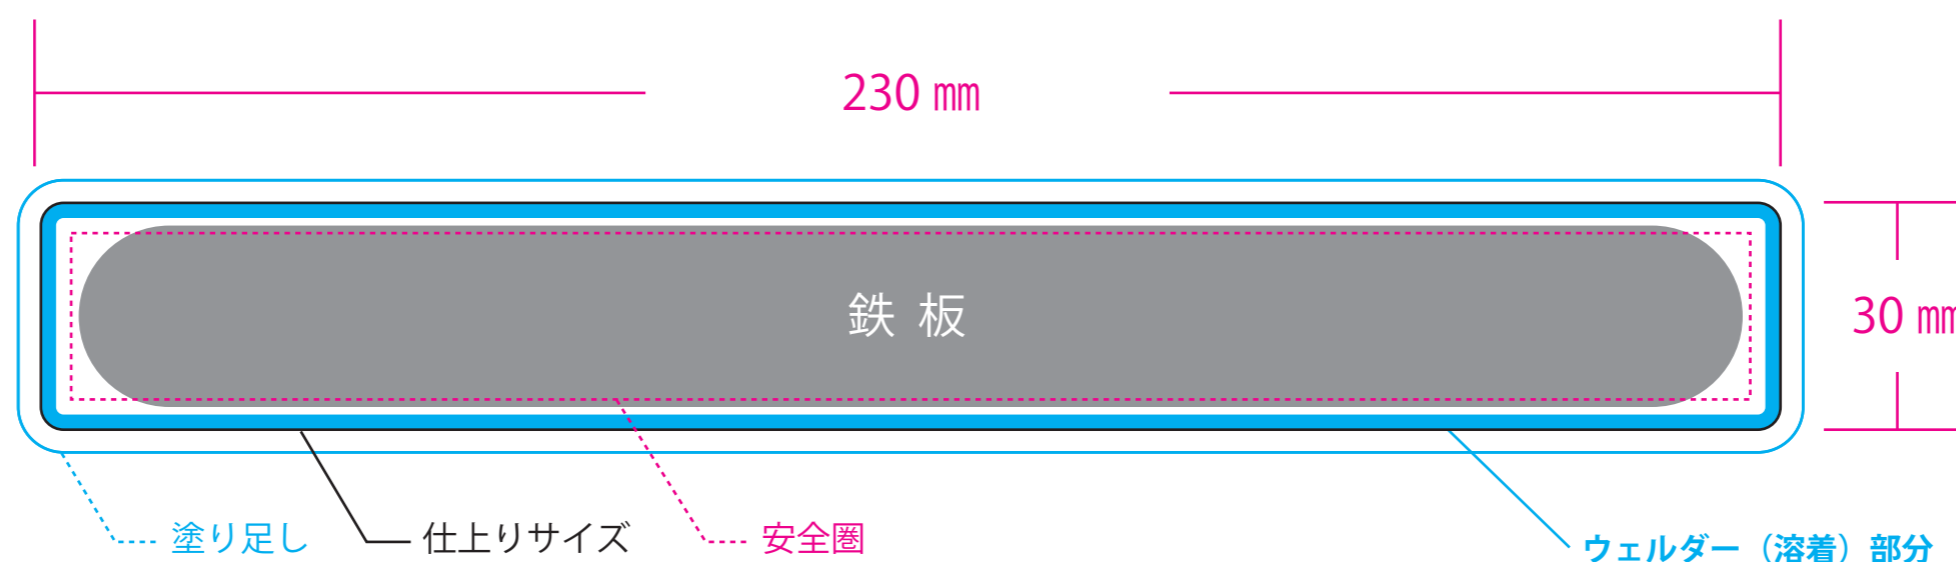 230 ㎜
30 ㎜
鉄 板
塗り足し
仕上りサイズ
安全圏
ウェルダー（溶着）部分